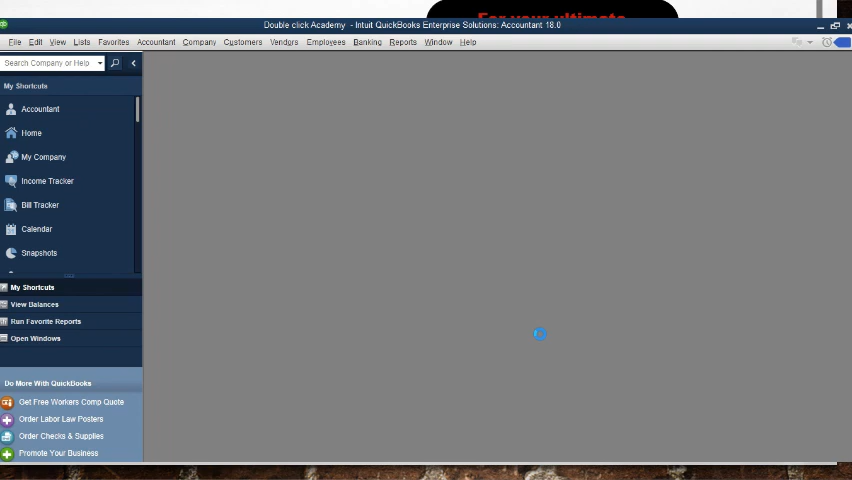 For your ultimate
Double click Academy - Intuit QuickBooks Enterprise Solutions: Accountant 18.0
File Edit View Lists Favorites Accountant Company Customers Vendors Employees Banking Reports Window Help
Search Company or Help
My Shortcuts
Accountant
Home
My Company
Income Tracker
Bill Tracker
Calendar
Snapshots
My Shortcuts
View Balances
Run Favorite Reports
Open Windows
Do More With QuickBooks
Get Free Workers Comp Quote
Order Labor Law Posters
Order Checks & Supplies
Promote Your Business